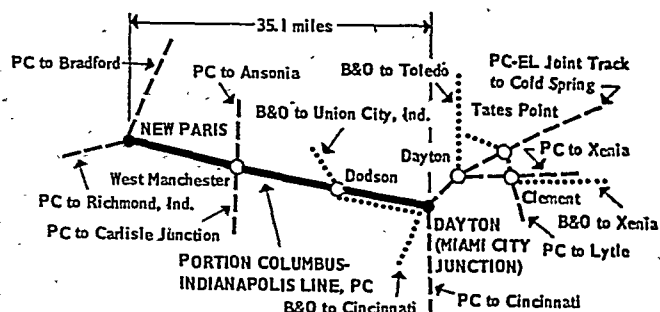 35.1 miles
PC to Bradford
PC to Ansonia
B&O to Toledo
PC-EL Joint Track
to Cold Spring
Tates Point
B&O to Union City, Ind.
NEW PARIS
PC to Xenia
Dayton
Dodson
West Manchester
Clement
PC to Richmond, Ind.
B&O to Xenia
PC to Carlisle Junction
DAYTON
(MIAMI CITY
JUNCTION)
PC to Lytle
PORTION COLUMBUS-
INDIANAPOLIS LINE, PC
B&O to Cincinnati
PC to Cincinnati